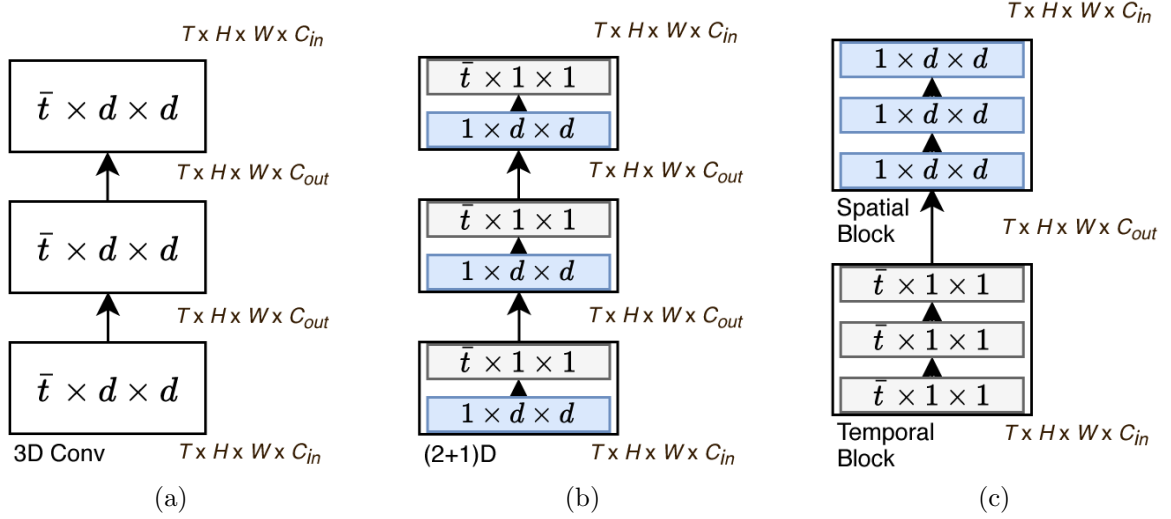 T x H x W x C_in
t̄ × d × d
T x H x W x C_out
t̄ × d × d
T x H x W x C_out
t̄ × d × d
3D Conv
T x H x W x C_in
(a)
T x H x W x C_in
t̄ × 1 × 1
1 × d × d
T x H x W x C_out
t̄ × 1 × 1
1 × d × d
T x H x W x C_out
t̄ × 1 × 1
1 × d × d
(2+1)D
T x H x W x C_in
(b)
T x H x W x C_in
1 × d × d
1 × d × d
1 × d × d
Spatial
Block
T x H x W x C_out
t̄ × 1 × 1
t̄ × 1 × 1
t̄ × 1 × 1
Temporal
Block
T x H x W x C_in
(c)